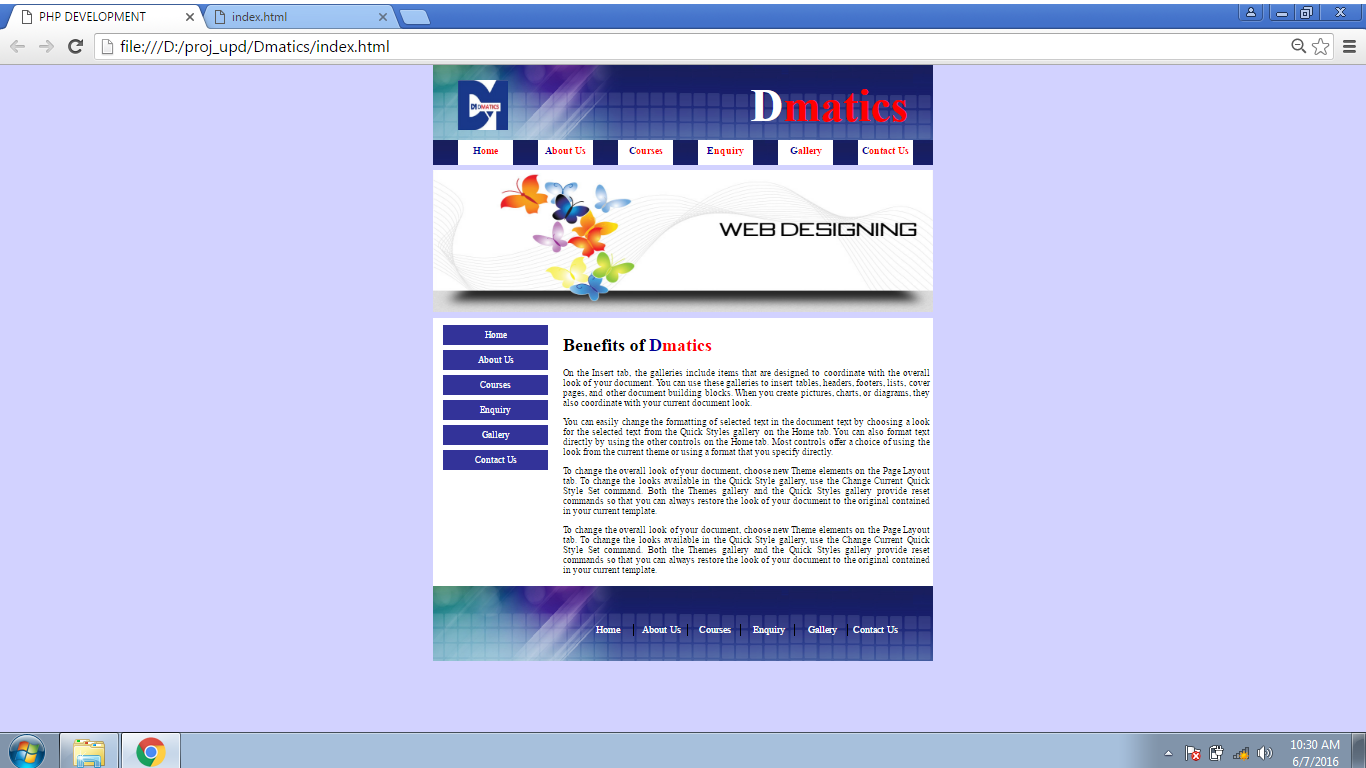 PHP DEVELOPMENT
index.html
file:///D:/proj_upd/Dmatics/index.html
DMATICS
Dmatics
Home About Us Courses Enquiry Gallery Contact Us
WEB DESIGNING
Home
About Us
Courses
Enquiry
Gallery
Contact Us
Benefits of Dmatics
On the Insert tab, the galleries include items that are designed to coordinate with the overall
look of your document. You can use these galleries to insert tables, headers, footers, lists, cover
pages, and other document building blocks. When you create pictures, charts, or diagrams, they
also coordinate with your current document look.
You can easily change the formatting of selected text in the document text by choosing a look
for the selected text from the Quick Styles gallery on the Home tab. You can also format text
directly by using the other controls on the Home tab. Most controls offer a choice of using the
look from the current theme or using a format that you specify directly.
To change the overall look of your document, choose new Theme elements on the Page Layout
tab. To change the looks available in the Quick Style gallery, use the Change Current Quick
Style Set command. Both the Themes gallery and the Quick Styles gallery provide reset
commands so that you can always restore the look of your document to the original contained
in your current template.
To change the overall look of your document, choose new Theme elements on the Page Layout
tab. To change the looks available in the Quick Style gallery, use the Change Current Quick
Style Set command. Both the Themes gallery and the Quick Styles gallery provide reset
commands so that you can always restore the look of your document to the original contained
in your current template.
Home | About Us | Courses | Enquiry | Gallery | Contact Us
10:30 AM
6/7/2016